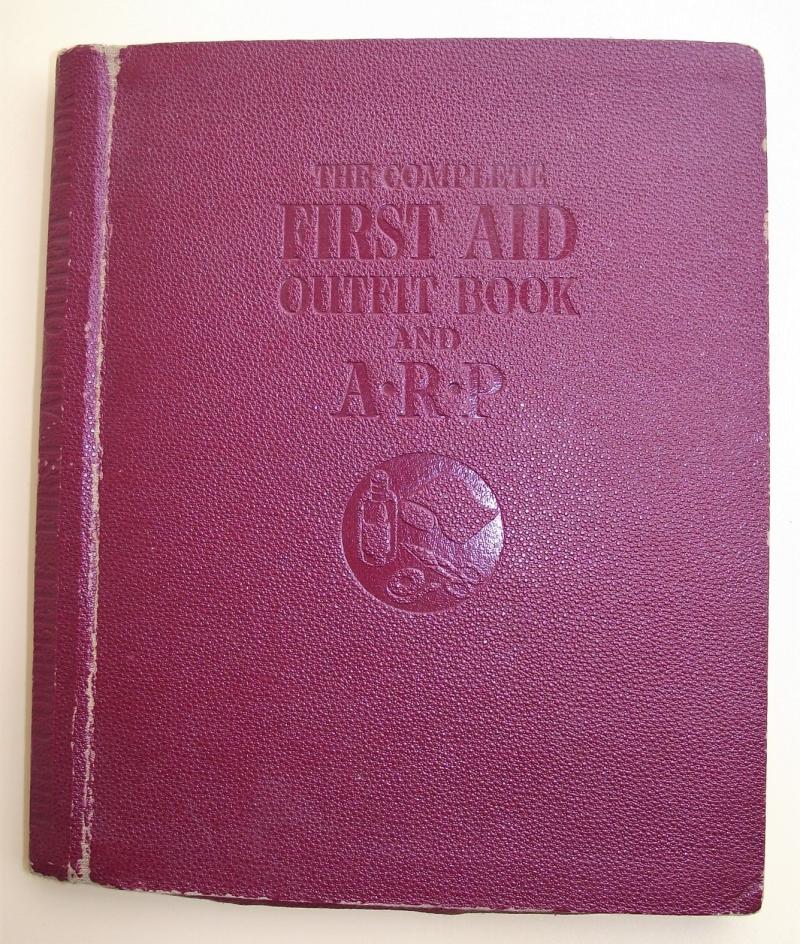 THE COMPLETE
FIRST AID
OUTFIT BOOK
AND
A·R·P